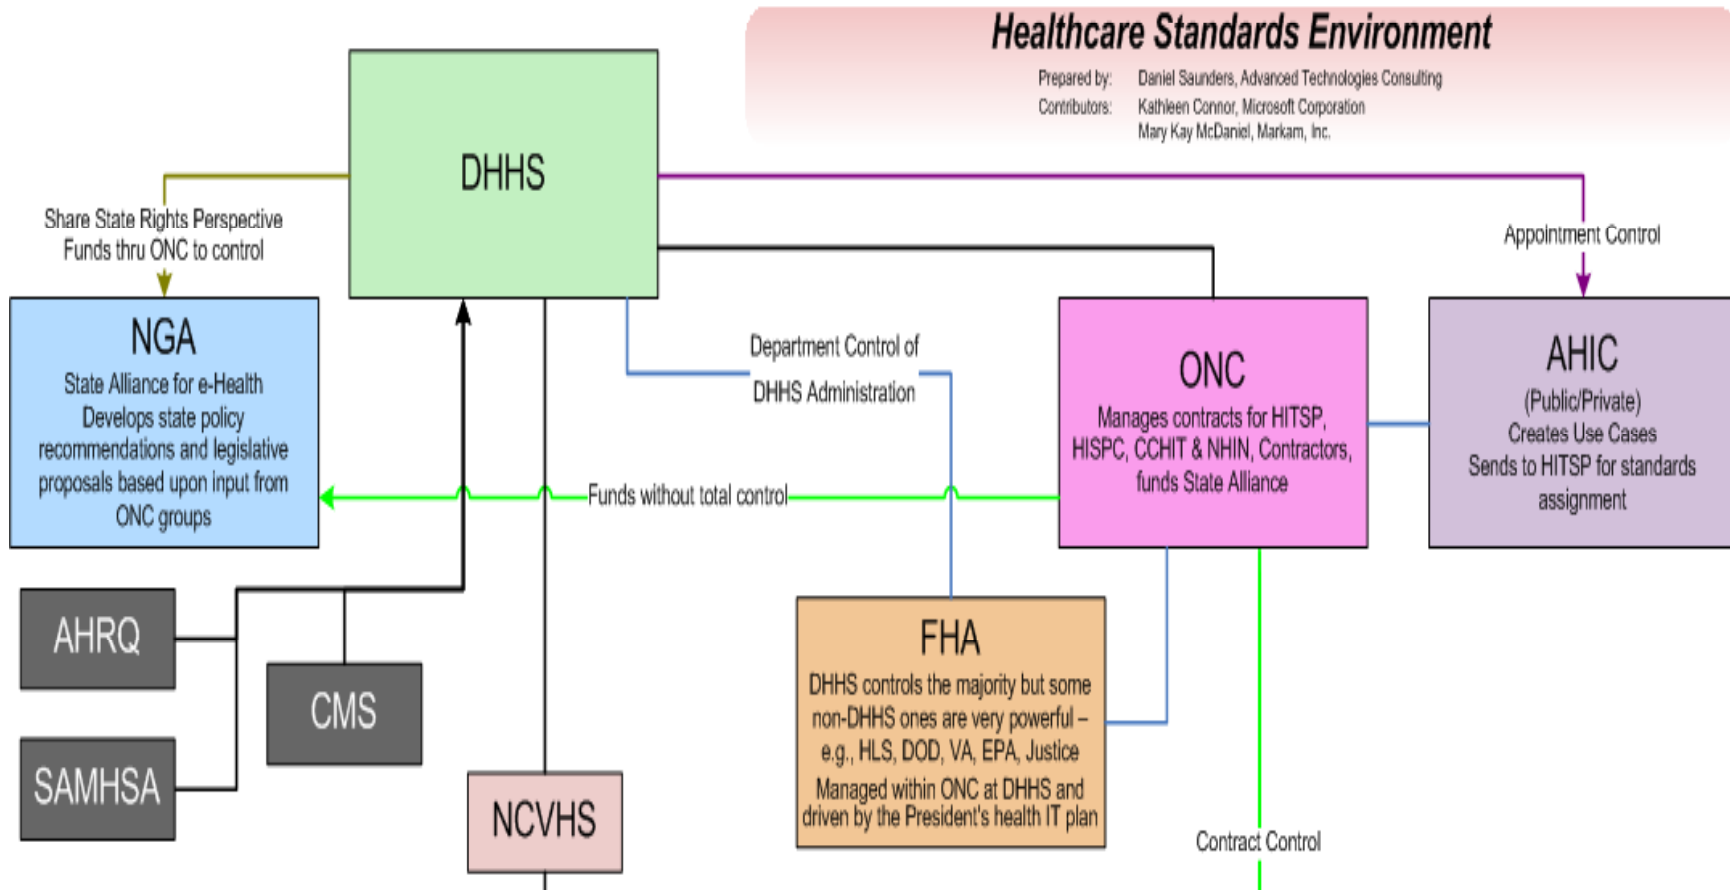 Healthcare Standards Environment
Prepared by: Daniel Saunders, Advanced Technologies Consulting
Contributors: Kathleen Connor, Microsoft Corporation
Mary Kay McDaniel, Markam, Inc.
DHHS
Share State Rights Perspective
Funds thru ONC to control
Appointment Control
NGA
State Alliance for e-Health
Develops state policy
recommendations and legislative
proposals based upon input from
ONC groups
Department Control of
DHHS Administration
ONC
Manages contracts for HITSP,
HISPC, CCHIT & NHIN, Contractors,
funds State Alliance
AHIC
(Public/Private)
Creates Use Cases
Sends to HITSP for standards
assignment
Funds without total control
AHRQ
CMS
SAMHSA
NCVHS
FHA
DHHS controls the majority but some
non-DHHS ones are very powerful –
e.g., HLS, DOD, VA, EPA, Justice
Managed within ONC at DHHS and
driven by the President's health IT plan
Contract Control